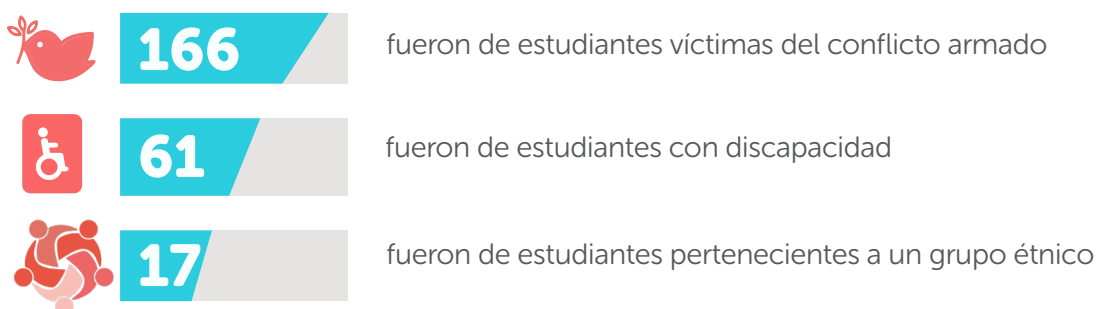 166 fueron de estudiantes víctimas del conflicto armado
61 fueron de estudiantes con discapacidad
17 fueron de estudiantes pertenecientes a un grupo étnico